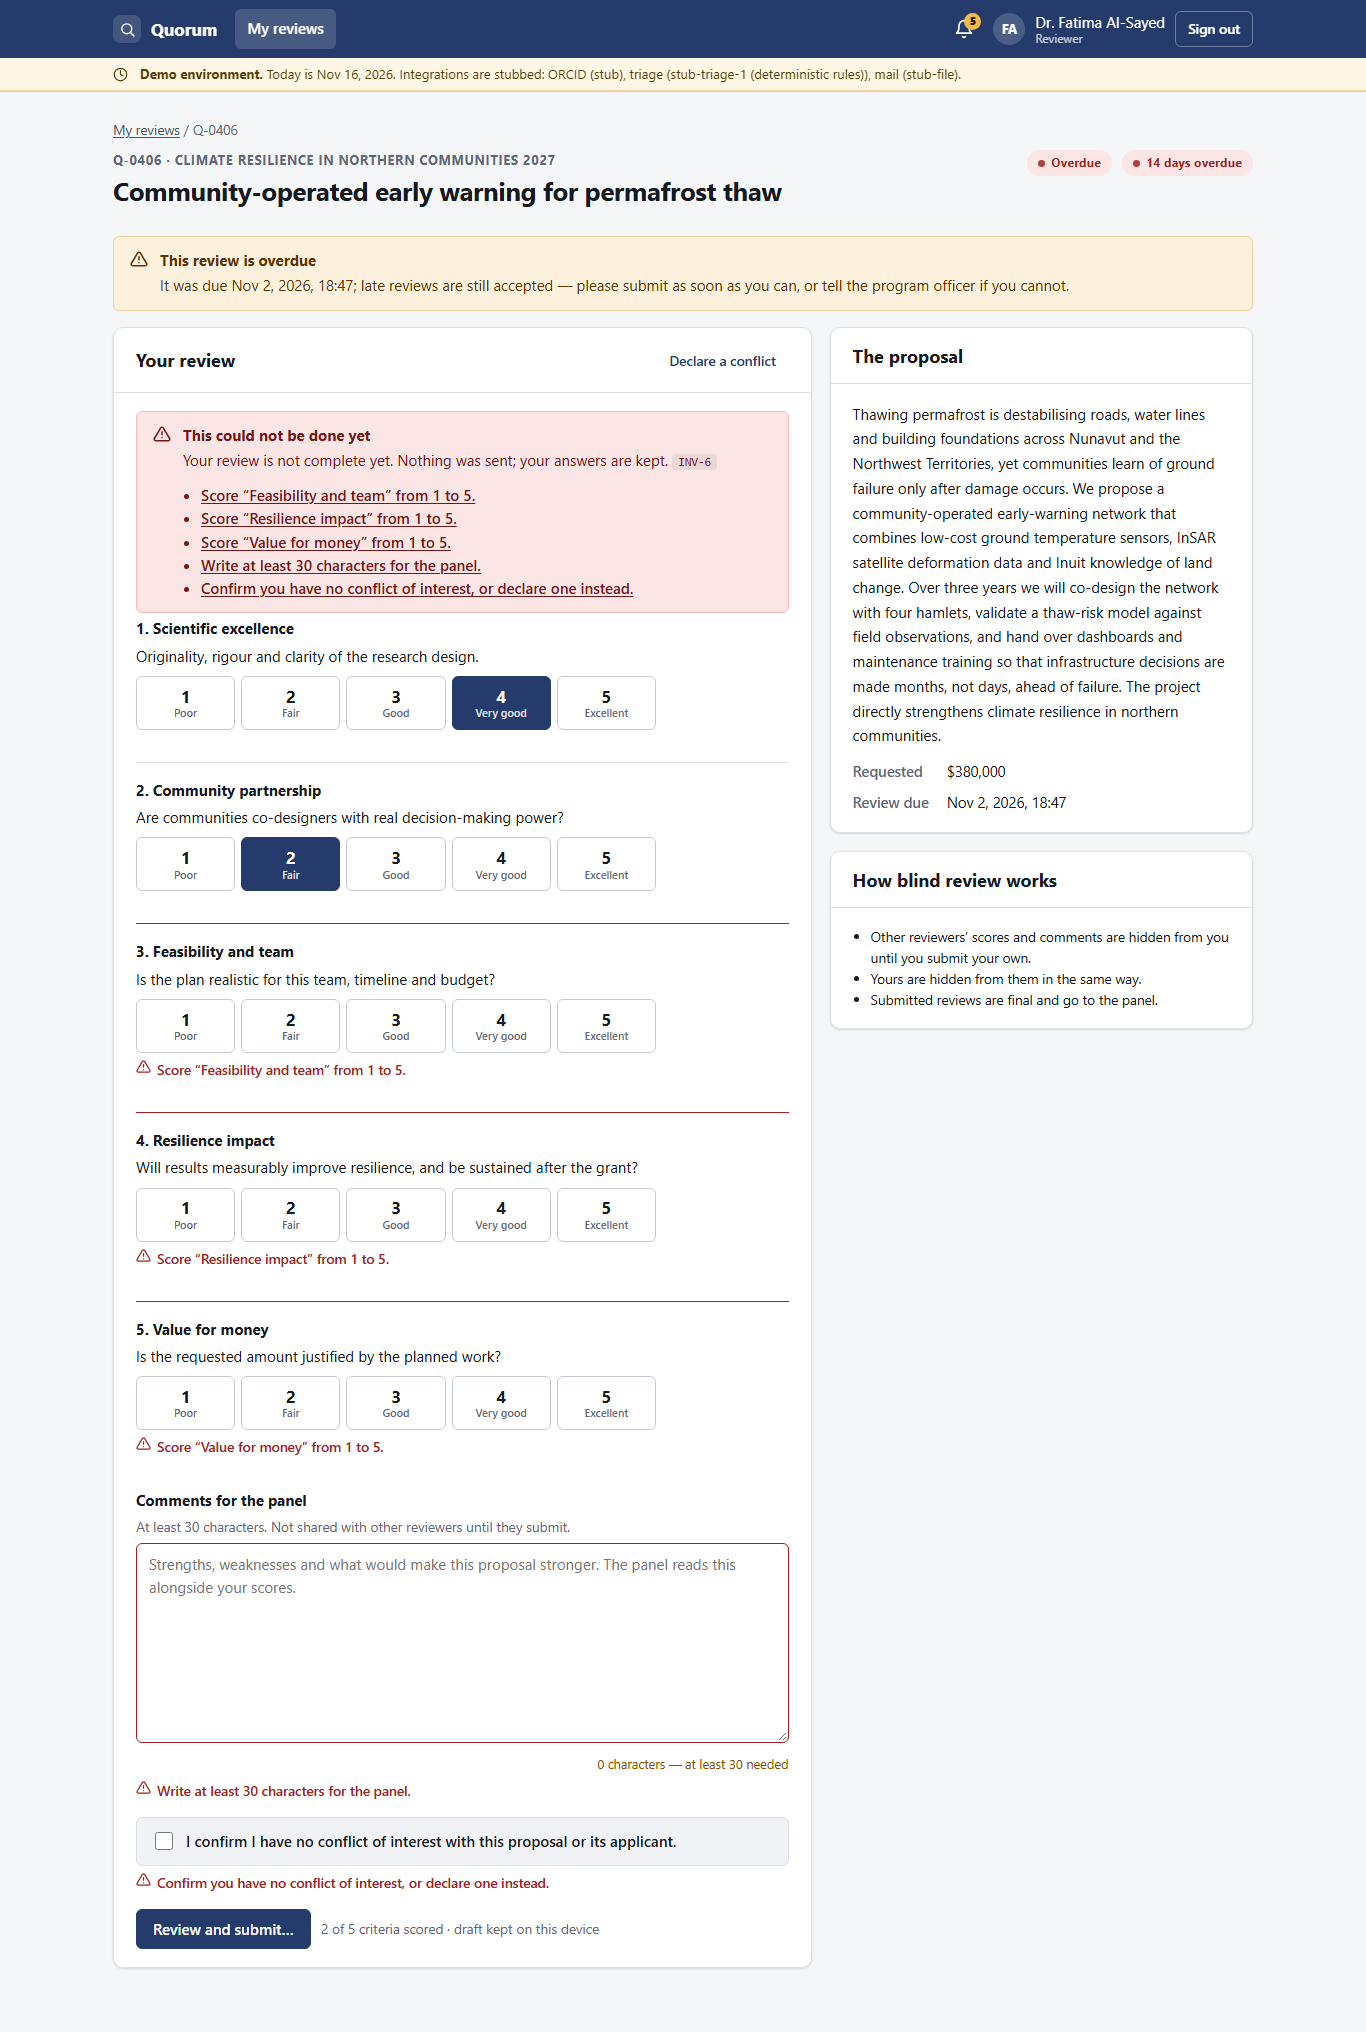 Quorum
My reviews
5
FA
Dr. Fatima Al-Sayed
Reviewer
Sign out
Demo environment. Today is Nov 16, 2026. Integrations are stubbed: ORCID (stub), triage (stub-triage-1 (deterministic rules)), mail (stub-file).
My reviews / Q-0406
Q-0406 · CLIMATE RESILIENCE IN NORTHERN COMMUNITIES 2027
Overdue
14 days overdue
Community-operated early warning for permafrost thaw
This review is overdue
It was due Nov 2, 2026, 18:47; late reviews are still accepted — please submit as soon as you can, or tell the program officer if you cannot.
Your review
Declare a conflict
This could not be done yet
Your review is not complete yet. Nothing was sent; your answers are kept. INV-6
• Score “Feasibility and team” from 1 to 5.
• Score “Resilience impact” from 1 to 5.
• Score “Value for money” from 1 to 5.
• Write at least 30 characters for the panel.
• Confirm you have no conflict of interest, or declare one instead.
1. Scientific excellence
Originality, rigour and clarity of the research design.
1 2 3 4 5
Poor Fair Good Very good Excellent
2. Community partnership
Are communities co-designers with real decision-making power?
1 2 3 4 5
Poor Fair Good Very good Excellent
3. Feasibility and team
Is the plan realistic for this team, timeline and budget?
1 2 3 4 5
Poor Fair Good Very good Excellent
Score “Feasibility and team” from 1 to 5.
4. Resilience impact
Will results measurably improve resilience, and be sustained after the grant?
1 2 3 4 5
Poor Fair Good Very good Excellent
Score “Resilience impact” from 1 to 5.
5. Value for money
Is the requested amount justified by the planned work?
1 2 3 4 5
Poor Fair Good Very good Excellent
Score “Value for money” from 1 to 5.
Comments for the panel
At least 30 characters. Not shared with other reviewers until they submit.
Strengths, weaknesses and what would make this proposal stronger. The panel reads this
alongside your scores.
0 characters — at least 30 needed
Write at least 30 characters for the panel.
I confirm I have no conflict of interest with this proposal or its applicant.
Confirm you have no conflict of interest, or declare one instead.
Review and submit...
2 of 5 criteria scored · draft kept on this device
The proposal
Thawing permafrost is destabilising roads, water lines
and building foundations across Nunavut and the
Northwest Territories, yet communities learn of ground
failure only after damage occurs. We propose a
community-operated early-warning network that
combines low-cost ground temperature sensors, InSAR
satellite deformation data and Inuit knowledge of land
change. Over three years we will co-design the network
with four hamlets, validate a thaw-risk model against
field observations, and hand over dashboards and
maintenance training so that infrastructure decisions are
made months, not days, ahead of failure. The project
directly strengthens climate resilience in northern
communities.
Requested $380,000
Review due Nov 2, 2026, 18:47
How blind review works
• Other reviewers’ scores and comments are hidden from you
until you submit your own.
• Yours are hidden from them in the same way.
• Submitted reviews are final and go to the panel.